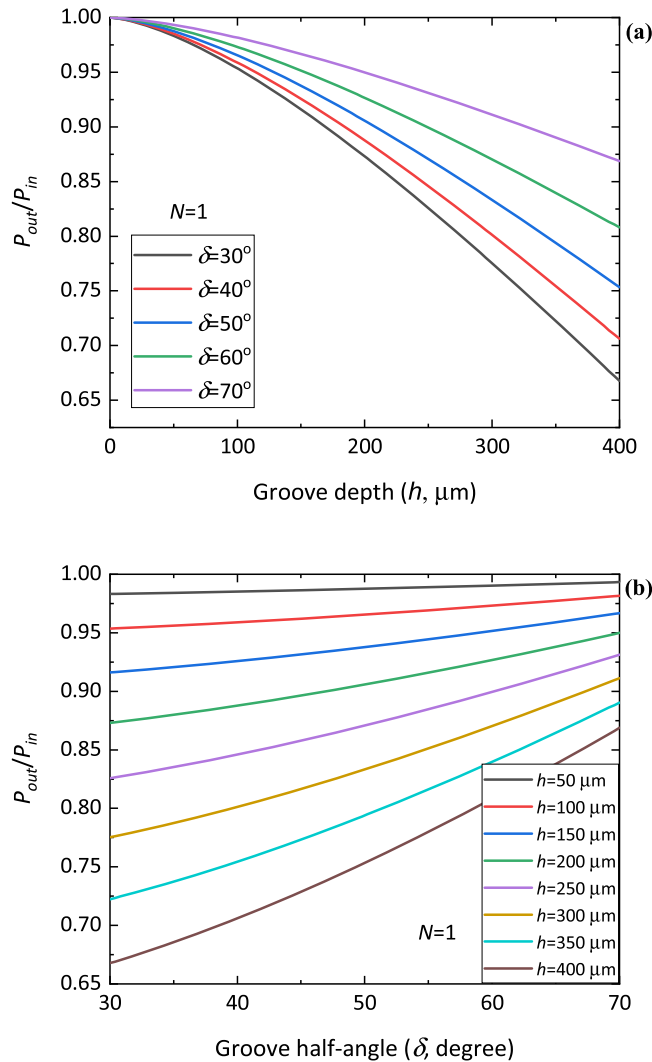 (a)
1.00
0.95
0.90
0.85
0.80
0.75
0.70
0.65
P_out/P_in
N=1
δ=30°
δ=40°
δ=50°
δ=60°
δ=70°
0 100 200 300 400
Groove depth (h, μm)
(b)
1.00
0.95
0.90
0.85
0.80
0.75
0.70
0.65
P_out/P_in
h=50 μm
h=100 μm
h=150 μm
h=200 μm
h=250 μm
h=300 μm
h=350 μm
h=400 μm
N=1
30 40 50 60 70
Groove half-angle (δ, degree)